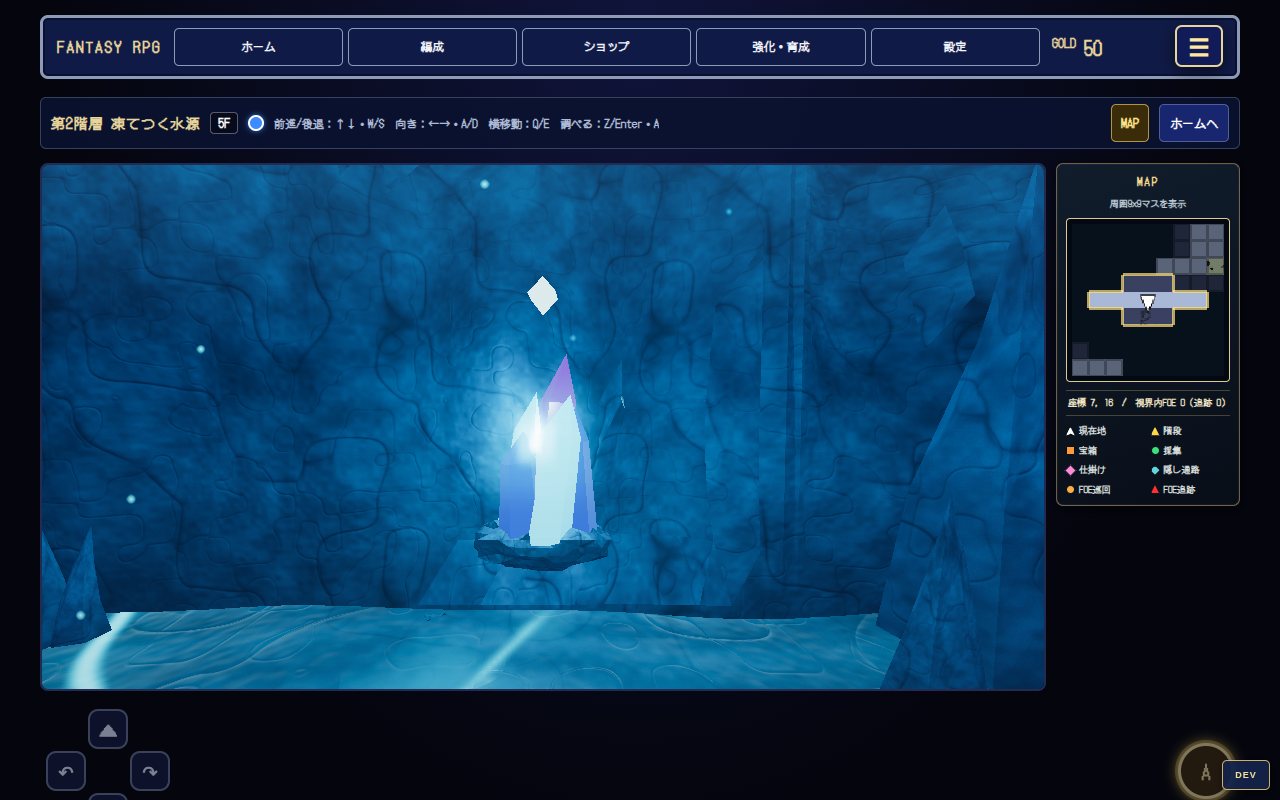 FANTASY RPG
ホーム
編成
ショップ
強化・育成
設定
GOLD 50
第2階層 凍てつく水源
5F
前進/後退：↑↓・W/S 向き：←→・A/D 横移動：Q/E 調べる：Z/Enter・A
MAP
ホームへ
MAP
周囲9x9マスを表示
座標 7, 16 / 視界内FOE 0 (追跡 0)
現在地
階段
宝箱
採集
仕掛け
隠し通路
FOE巡回
FOE追跡
A
DEV